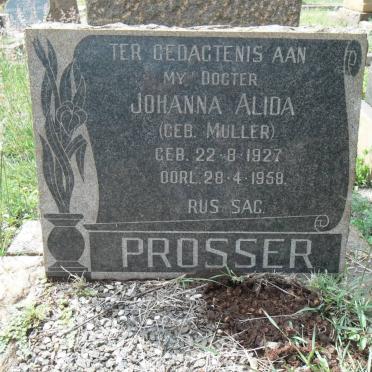 TER GEDAGTENIS AAN
MY DOGTER
JOHANNA ALIDA
(GEB. MULLER)
GEB. 22-8-1927
OORL. 28-4-1958.
RUS SAG.
PROSSER